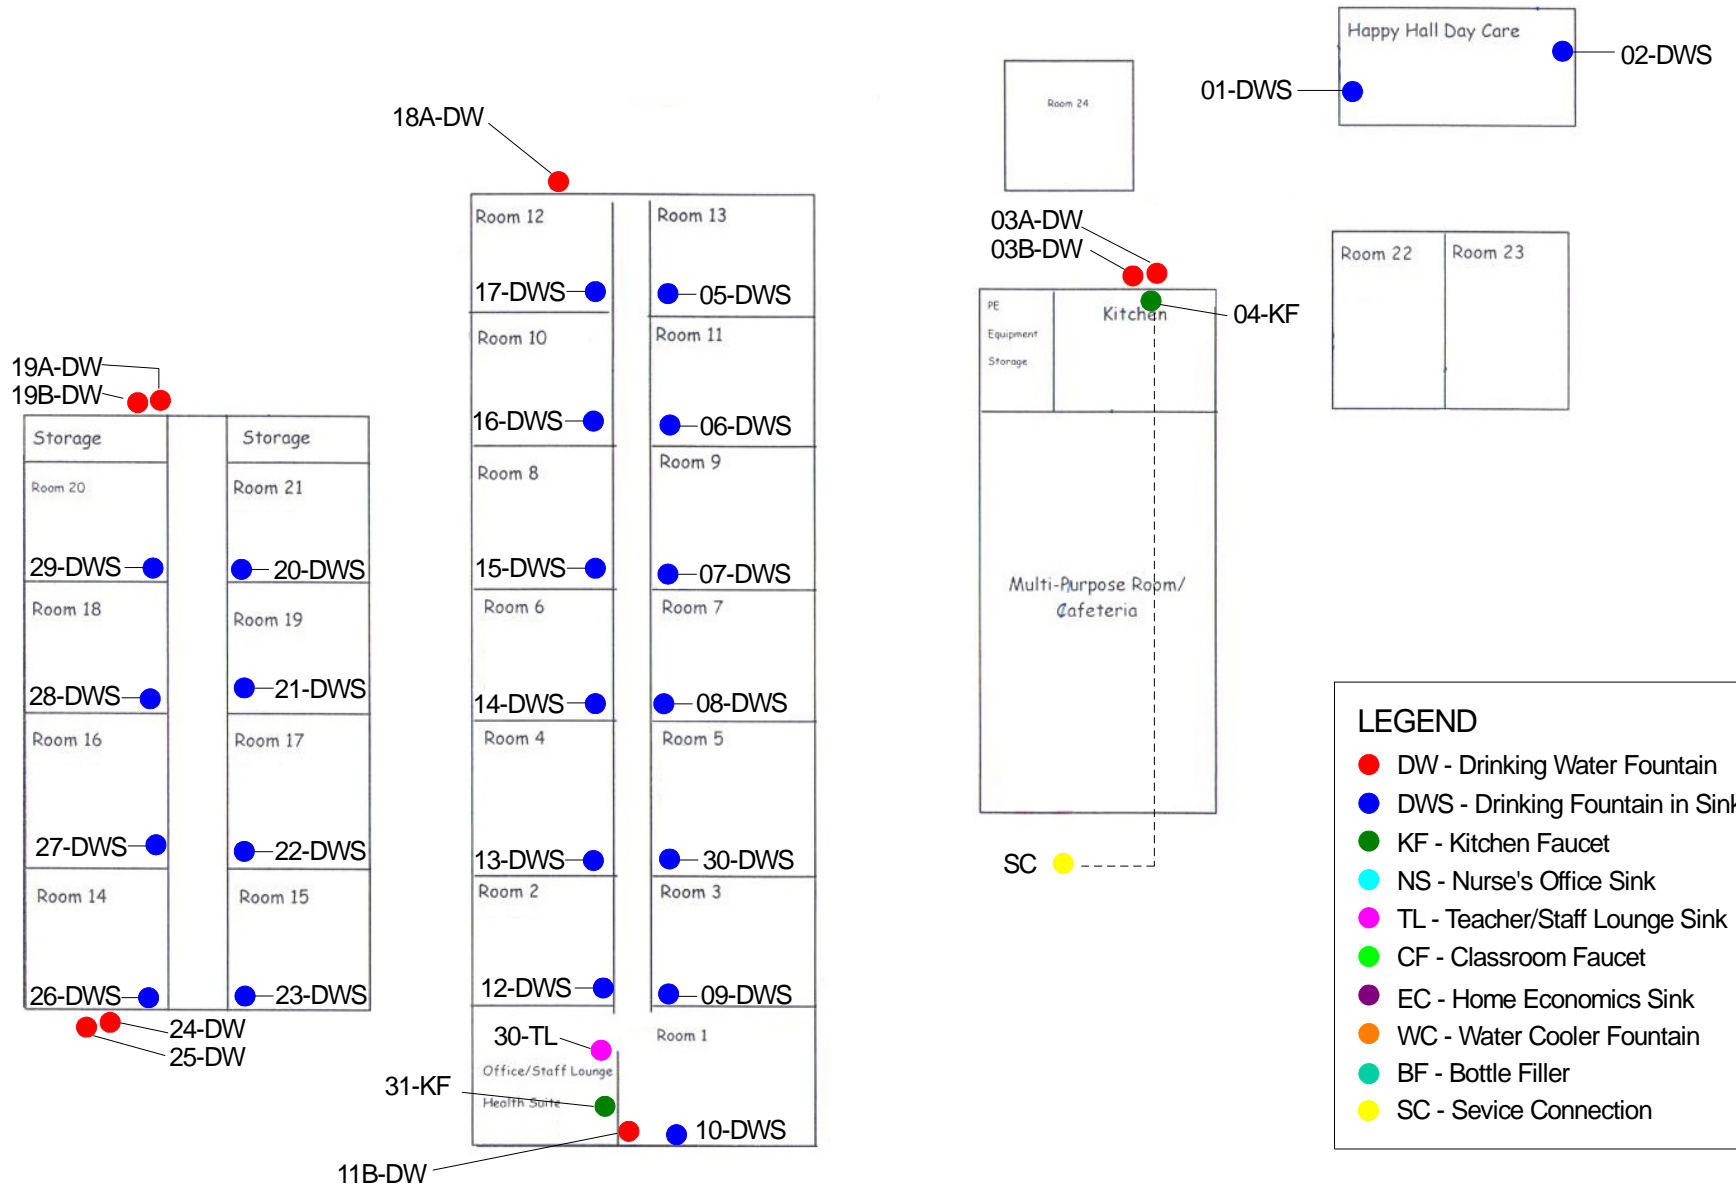 Happy Hall Day Care
02-DWS
01-DWS
Room 24
18A-DW
Room 12
Room 13
03A-DW
03B-DW
Room 22
Room 23
17-DWS
05-DWS
PE
Equipment
Storage
Kitchen
04-KF
Room 10
Room 11
19A-DW
19B-DW
16-DWS
06-DWS
Storage
Storage
Room 8
Room 9
Room 20
Room 21
29-DWS
20-DWS
15-DWS
07-DWS
Multi-Purpose Room/
Cafeteria
Room 18
Room 19
Room 6
Room 7
28-DWS
21-DWS
14-DWS
08-DWS
Room 16
Room 17
Room 4
Room 5
27-DWS
22-DWS
13-DWS
30-DWS
SC
Room 14
Room 15
Room 2
Room 3
26-DWS
23-DWS
12-DWS
09-DWS
24-DW
25-DW
30-TL
Room 1
Office/Staff Lounge
31-KF
Health Suite
10-DWS
11B-DW
LEGEND
DW - Drinking Water Fountain
DWS - Drinking Fountain in Sink
KF - Kitchen Faucet
NS - Nurse's Office Sink
TL - Teacher/Staff Lounge Sink
CF - Classroom Faucet
EC - Home Economics Sink
WC - Water Cooler Fountain
BF - Bottle Filler
SC - Sevice Connection